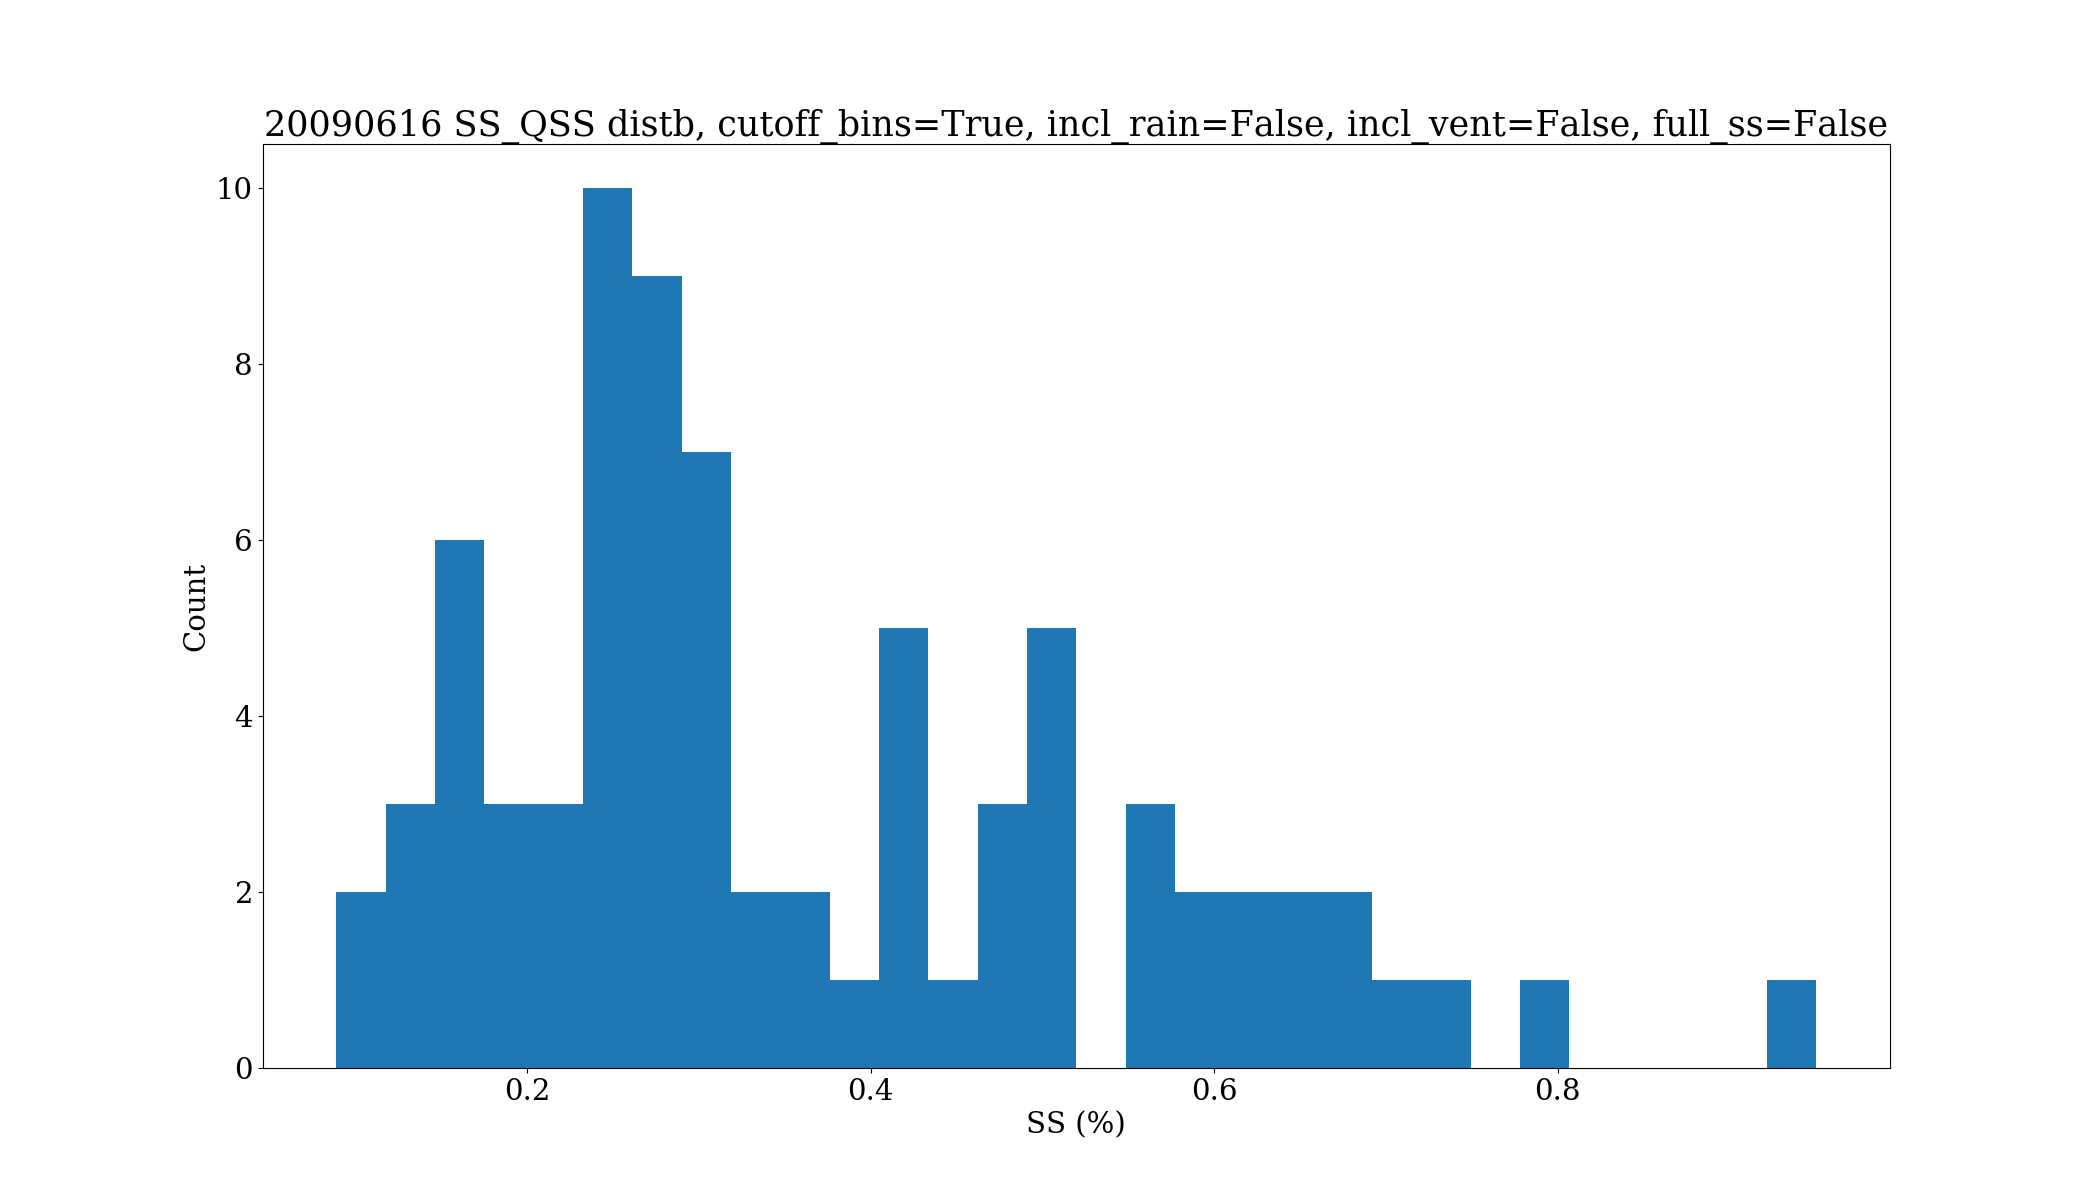 20090616 SS_QSS distb, cutoff_bins=True, incl_rain=False, incl_vent=False, full_ss=False
10
8
6
4
2
0
Count
0.2 0.4 0.6 0.8
SS (%)